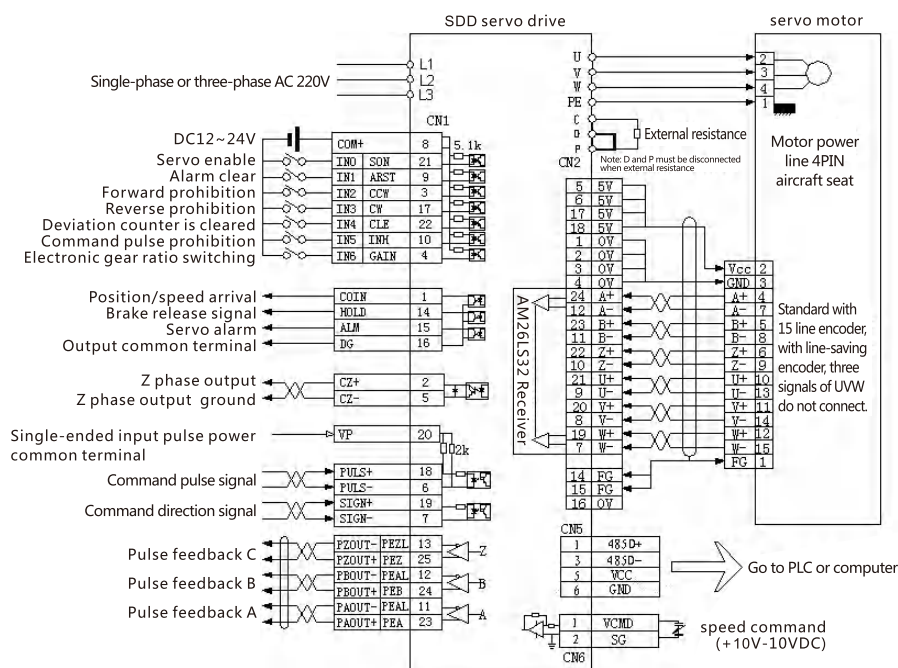 SDD servo drive
servo motor
Single-phase or three-phase AC 220V
L1
L2
L3
U
V
W
PE
C
D
P
2
3
4
1
External resistance
Note: D and P must be disconnected
when external resistance
Motor power
line 4PIN
aircraft seat
CN1
DC12~24V COM+ 8 5.1k
Servo enable IN0 SON 21
Alarm clear IN1 ARST 9
Forward prohibition IN2 CCW 3
Reverse prohibition IN3 CW 17
Deviation counter is cleared IN4 CLE 22
Command pulse prohibition IN5 INH 10
Electronic gear ratio switching IN6 GAIN 4
Position/speed arrival COIN 1
Brake release signal HOLD 14
Servo alarm ALM 15
Output common terminal DG 16
Z phase output CZ+ 2
Z phase output ground CZ- 5
Single-ended input pulse power
common terminal
VP 20
2k
Command pulse signal
PULS+ 18
PULS- 6
Command direction signal
SIGN+ 19
SIGN- 7
Pulse feedback C
PZOUT- PEZL 13
PZOUT+ PEZ 25
Z
Pulse feedback B
PBOUT- PEAL 12
PBOUT+ PEB 24
B
Pulse feedback A
PAOUT- PEAL 11
PAOUT+ PEA 23
A
CN2
5 5V
6 5V
17 5V
18 5V
1 0V
2 0V
3 0V
4 0V
24 A+
12 A-
23 B+
11 B-
22 Z+
10 Z-
21 U+
9 U-
20 V+
8 V-
19 W+
7 W-
14 FG
15 FG
16 0V
AM26LS32 Receiver
Vcc 2
GND 3
A+ 4
A- 7
B+ 5
B- 8
Z+ 6
Z- 9
U+ 10
U- 13
V+ 11
V- 14
W+ 12
W- 15
FG 1
Standard with
15 line encoder,
with line-saving
encoder, three
signals of UVW
do not connect.
CN5
1 485D+
3 485D-
5 VCC
6 GND
Go to PLC or computer
1 VCMD
2 SG
CN6
speed command
(+10V-10VDC)